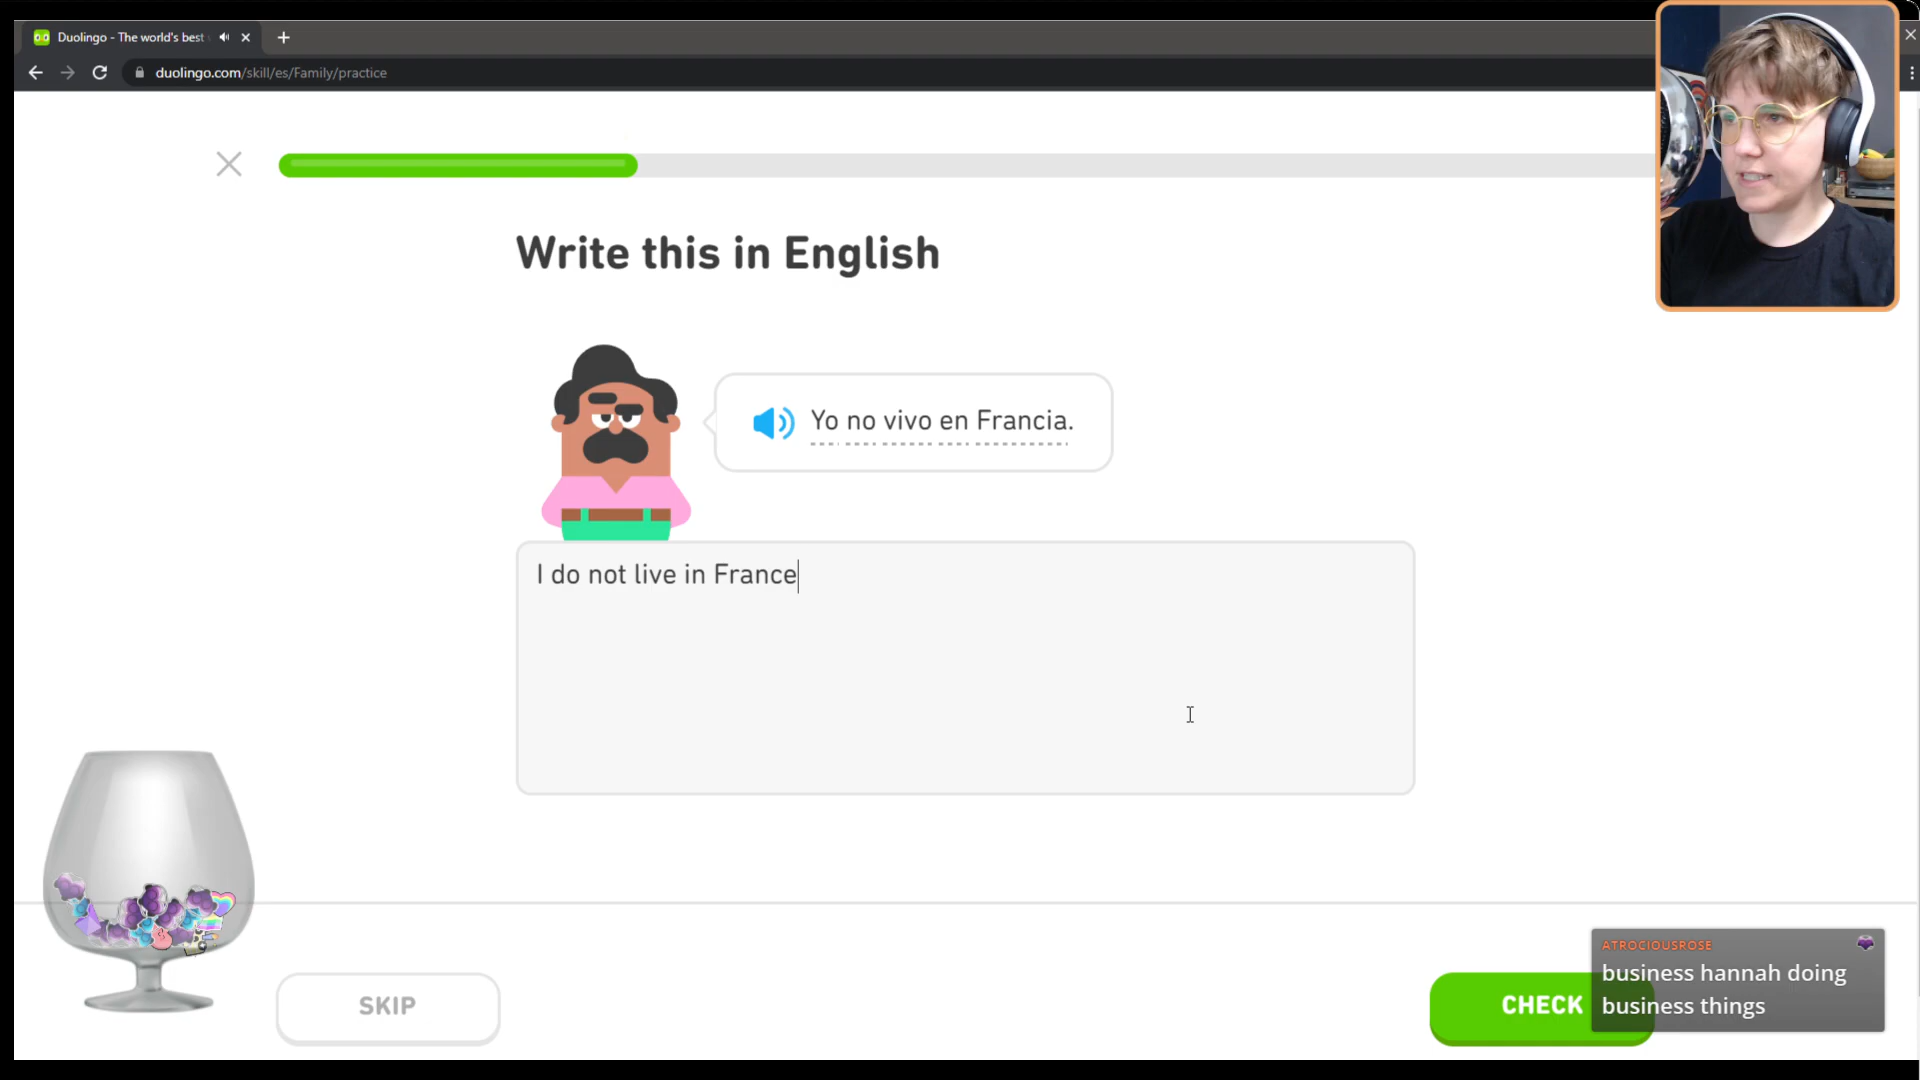 Duolingo - The world's best
duolingo.com/skill/es/Family/practice
Write this in English
Yo no vivo en Francia.
I do not live in France
SKIP
CHECK
ATROCIOUSROSE
business hannah doing
business things